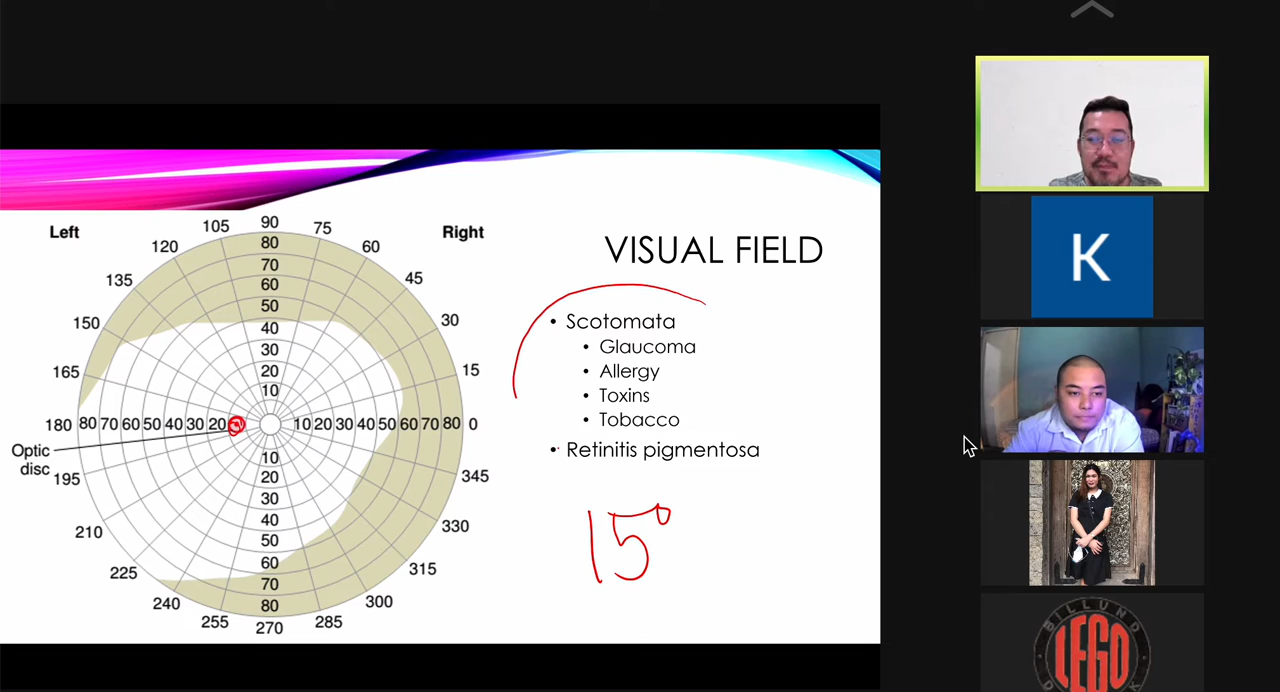 Left
Right
VISUAL FIELD
• Scotomata
• Glaucoma
• Allergy
• Toxins
• Tobacco
• Retinitis pigmentosa
15°
90
105
75
120
60
135
45
150
30
165
15
180
0
195
345
210
330
225
315
240
300
255
285
270
80
70
60
50
40
30
20
10
80 70 60 50 40 30 20
10 20 30 40 50 60 70 80
10
20
30
40
50
60
70
80
Optic
disc
K
BILLUND
LEGO